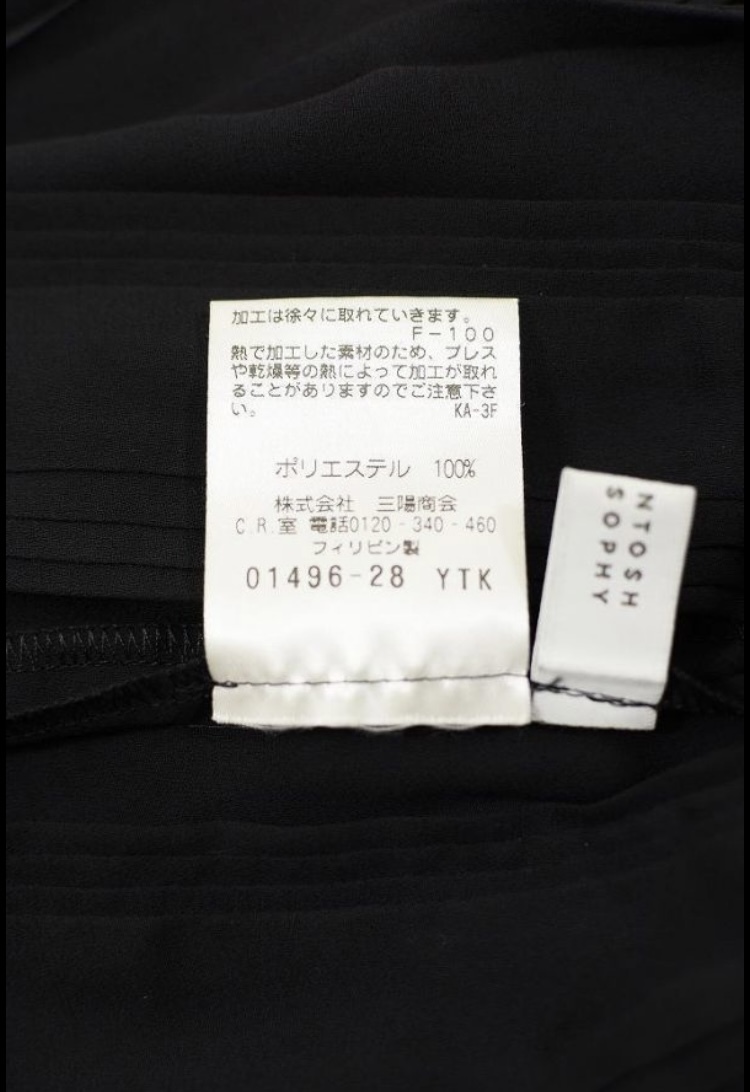 加工は徐々に取れていきます。
F-100
熱で加工した素材のため、プレス
や乾燥等の熱によって加工が取れ
ることがありますのでご注意下さ
い。 KA-3F
ポリエステル 100%
株式会社 三陽商会
C.R.室 電話0120-340-460
フィリピン製
01496-28 YTK
NTOSH
SOPHY